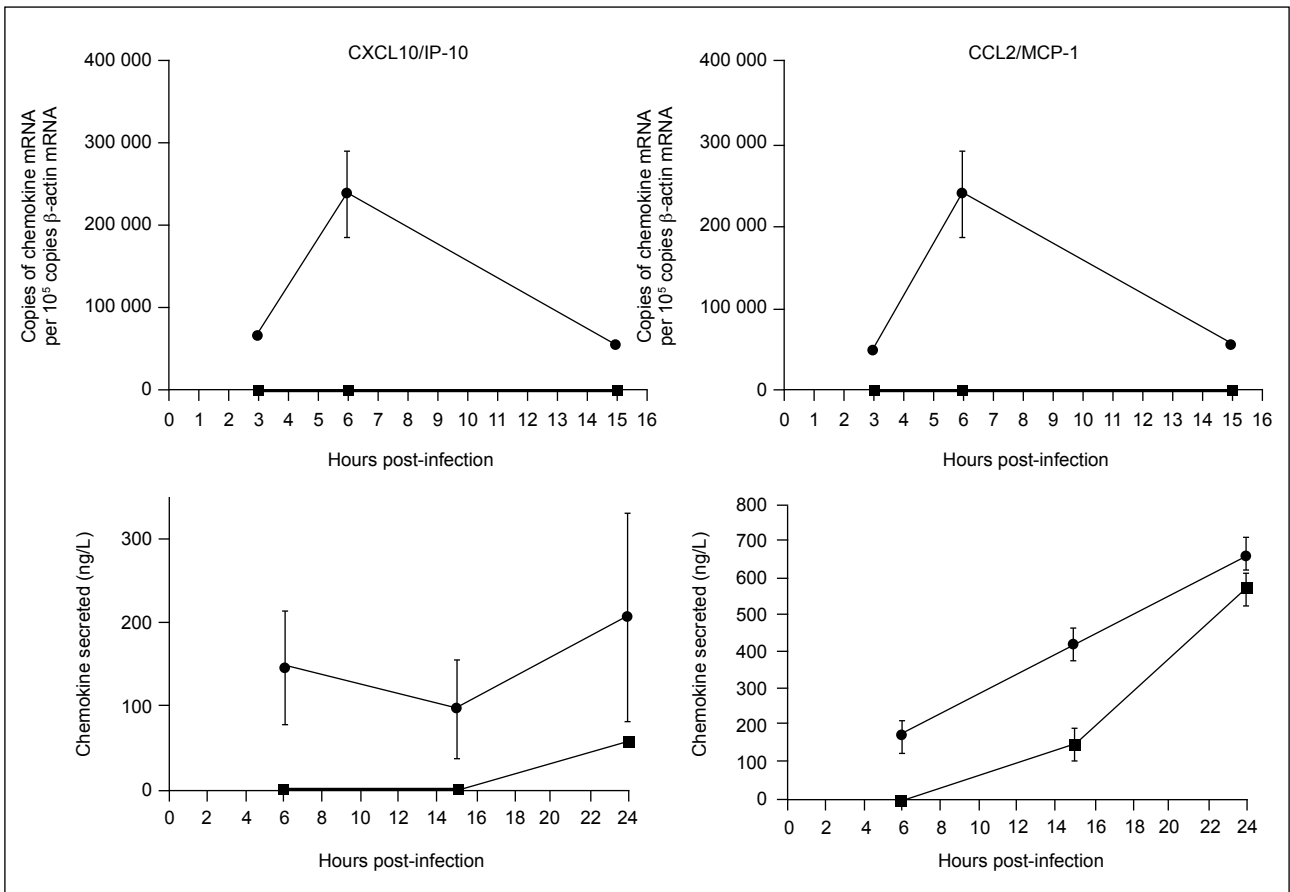 CXCL10/IP-10
Copies of chemokine mRNA
per 10⁵ copies β-actin mRNA
400 000
300 000
200 000
100 000
0
0 1 2 3 4 5 6 7 8 9 10 11 12 13 14 15 16
Hours post-infection
CCL2/MCP-1
Copies of chemokine mRNA
per 10⁵ copies β-actin mRNA
400 000
300 000
200 000
100 000
0
0 1 2 3 4 5 6 7 8 9 10 11 12 13 14 15 16
Hours post-infection
Chemokine secreted (ng/L)
300
200
100
0
0 2 4 6 8 10 12 14 16 18 20 22 24
Hours post-infection
Chemokine secreted (ng/L)
800
700
600
500
400
300
200
100
0
0 2 4 6 8 10 12 14 16 18 20 22 24
Hours post-infection